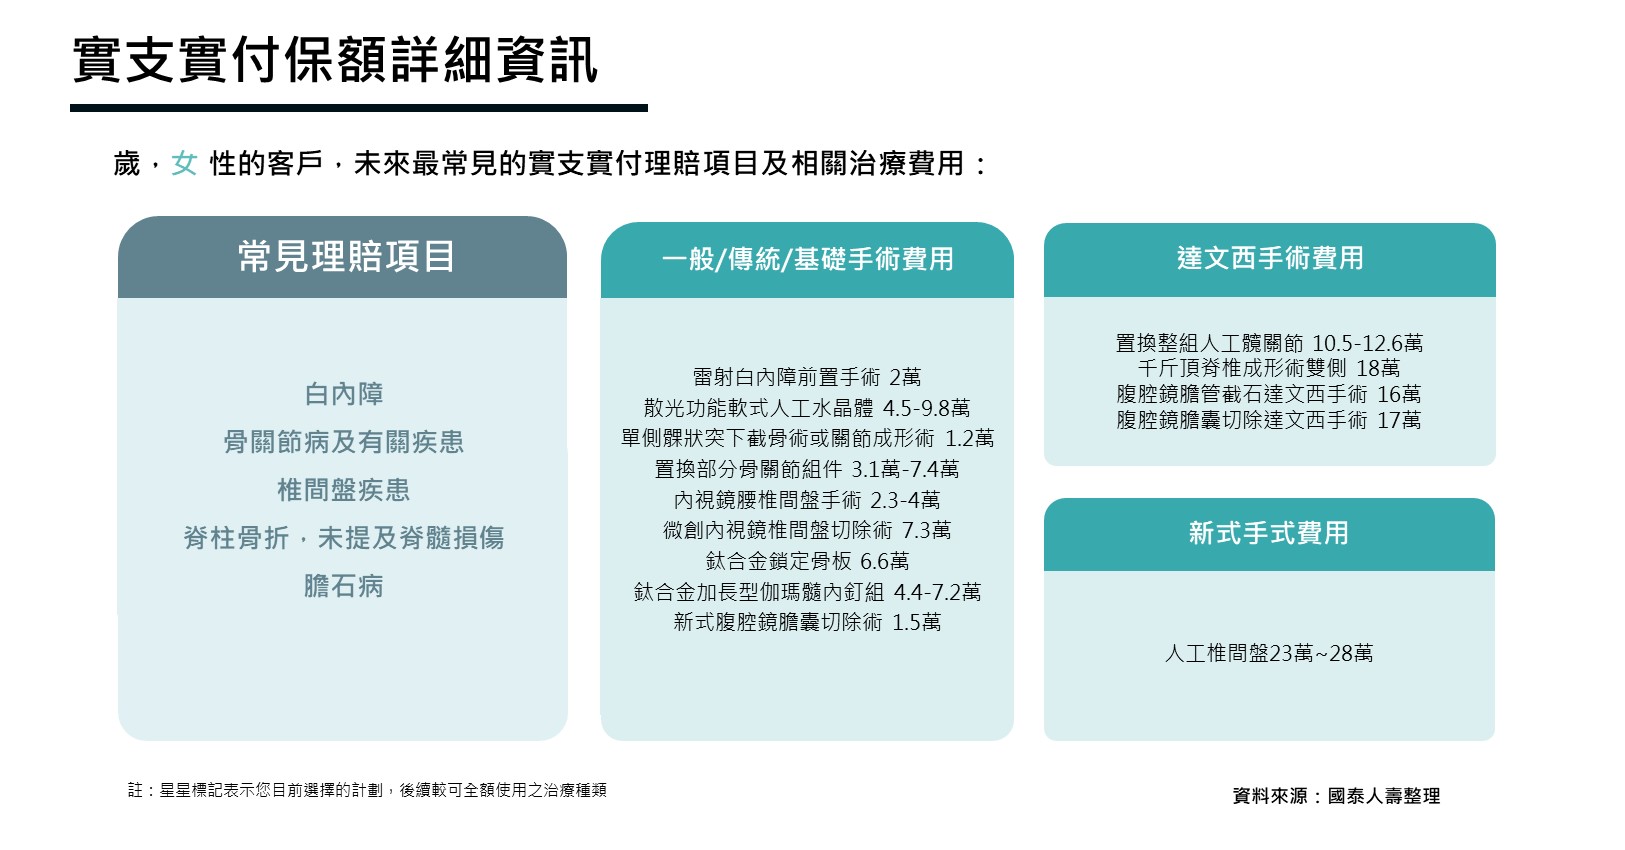 實支實付保額詳細資訊
歲，女 性的客戶，未來最常見的實支實付理賠項目及相關治療費用：
常見理賠項目
白內障
骨關節病及有關疾患
椎間盤疾患
脊柱骨折，未提及脊髓損傷
膽石病
一般/傳統/基礎手術費用
雷射白內障前置手術 2萬
散光功能軟式人工水晶體 4.5-9.8萬
單側髁狀突下截骨術或關節成形術 1.2萬
置換部分骨關節組件 3.1萬-7.4萬
內視鏡腰椎間盤手術 2.3-4萬
微創內視鏡椎間盤切除術 7.3萬
鈦合金鎖定骨板 6.6萬
鈦合金加長型伽瑪髓內釘組 4.4-7.2萬
新式腹腔鏡膽囊切除術 1.5萬
達文西手術費用
置換整組人工髖關節 10.5-12.6萬
千斤頂脊椎成形術雙側 18萬
腹腔鏡膽管截石達文西手術 16萬
腹腔鏡膽囊切除達文西手術 17萬
新式手式費用
人工椎間盤23萬~28萬
註：星星標記表示您目前選擇的計劃，後續較可全額使用之治療種類
資料來源：國泰人壽整理